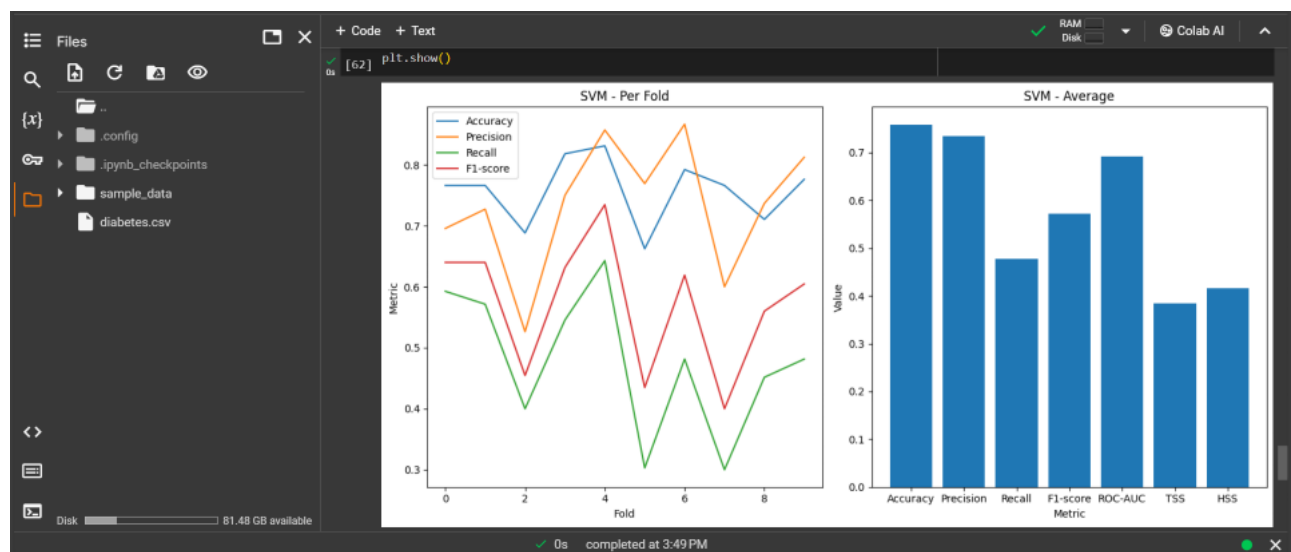 Files
..
.config
.ipynb_checkpoints
sample_data
diabetes.csv
{x}
<>
Disk 81.48 GB available
+ Code + Text
RAM
Disk
Colab AI
0s
[62] plt.show()
SVM - Per Fold
Accuracy
Precision
Recall
F1-score
Metric
0.8
0.7
0.6
0.5
0.4
0.3
0 2 4 6 8
Fold
SVM - Average
Value
0.7
0.6
0.5
0.4
0.3
0.2
0.1
0.0
Accuracy Precision Recall F1-score ROC-AUC TSS HSS
Metric
0s completed at 3:49 PM